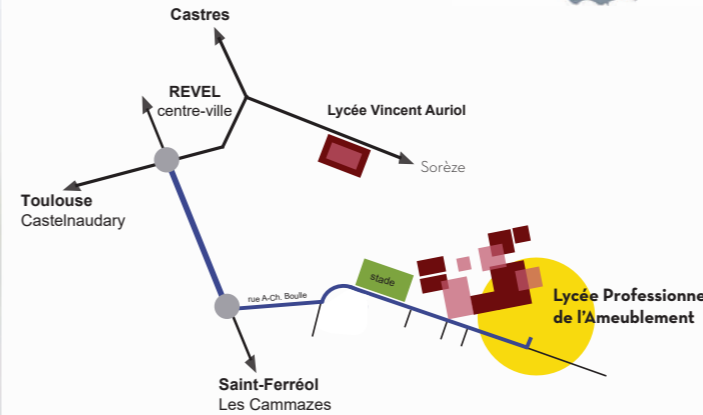 Castres
REVEL
centre-ville
Lycée Vincent Auriol
Sorèze
Toulouse
Castelnaudary
stade
rue A-Ch. Boulle
Lycée Professionne
de l'Ameublement
Saint-Ferréol
Les Cammazes